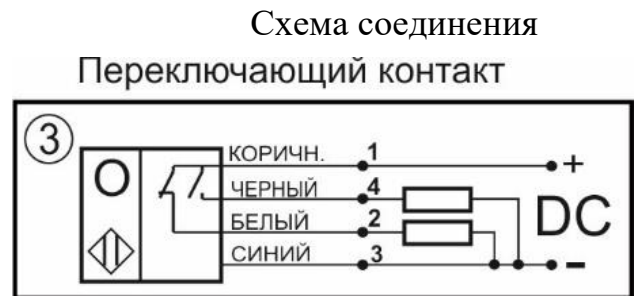 Схема соединения
Переключающий контакт
3
КОРИЧН. 1 +
O
ЧЕРНЫЙ 4
DC
БЕЛЫЙ 2
СИНИЙ 3 -